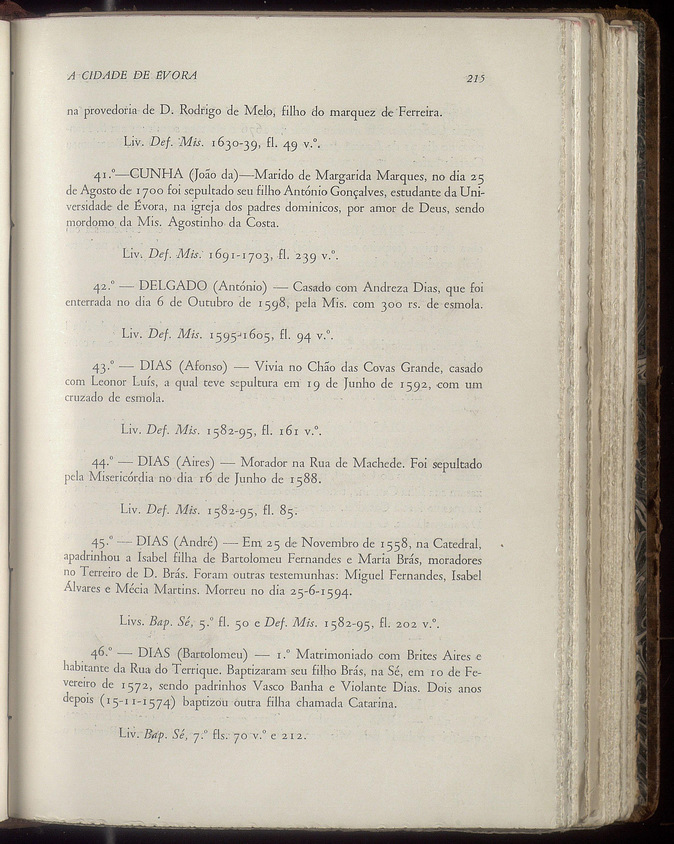 A CIDADE DE ÉVORA 215
na provedoria de D. Rodrigo de Melo, filho do marquez de Ferreira.
Liv. Def. Mis. 1630-39, fl. 49 v.º.
41.º—CUNHA (João da)—Marido de Margarida Marques, no dia 25
de Agosto de 1700 foi sepultado seu filho António Gonçalves, estudante da Uni-
versidade de Évora, na igreja dos padres dominicos, por amor de Deus, sendo
mordomo da Mis. Agostinho da Costa.
Liv. Def. Mis. 1691-1703, fl. 239 v.º.
42.º — DELGADO (António) — Casado com Andreza Dias, que foi
enterrada no dia 6 de Outubro de 1598, pela Mis. com 300 rs. de esmola.
Liv. Def. Mis. 1595-1605, fl. 94 v.º.
43.º — DIAS (Afonso) — Vivia no Chão das Covas Grande, casado
com Leonor Luís, a qual teve sepultura em 19 de Junho de 1592, com um
cruzado de esmola.
Liv. Def. Mis. 1582-95, fl. 161 v.º.
44.º — DIAS (Aires) — Morador na Rua de Machede. Foi sepultado
pela Misericórdia no dia 16 de Junho de 1588.
Liv. Def. Mis. 1582-95, fl. 85.
45.º — DIAS (André) — Em 25 de Novembro de 1558, na Catedral,
apadrinhou a Isabel filha de Bartolomeu Fernandes e Maria Brás, moradores
no Terreiro de D. Brás. Foram outras testemunhas: Miguel Fernandes, Isabel
Álvares e Mécia Martins. Morreu no dia 25-6-1594.
Livs. Bap. Sé, 5.º fl. 50 e Def. Mis. 1582-95, fl. 202 v.º.
46.º — DIAS (Bartolomeu) — 1.º Matrimoniado com Brites Aires e
habitante da Rua do Terrique. Baptizaram seu filho Brás, na Sé, em 10 de Fe-
vereiro de 1572, sendo padrinhos Vasco Banha e Violante Dias. Dois anos
depois (15-11-1574) baptizou outra filha chamada Catarina.
Liv. Bap. Sé, 7.º fls. 70 v.º e 212.